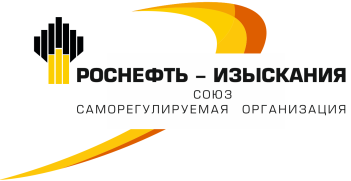 РОСНЕФТЬ – ИЗЫСКАНИЯ
СОЮЗ
САМОРЕГУЛИРУЕМАЯ ОРГАНИЗАЦИЯ